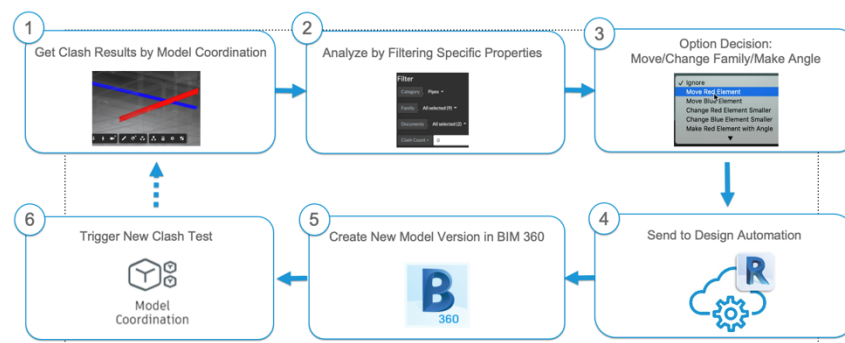 1
Get Clash Results by Model Coordination
2
Analyze by Filtering Specific Properties
Filter
Category Pipes
Family All selected (9)
Documents All selected (2)
Clash Count 0
3
Option Decision:
Move/Change Family/Make Angle
✓ Ignore
Move Red Element
Move Blue Element
Change Red Element Smaller
Change Blue Element Smaller
Make Red Element with Angle
6
Trigger New Clash Test
Model
Coordination
5
Create New Model Version in BIM 360
B
360
4
Send to Design Automation
R